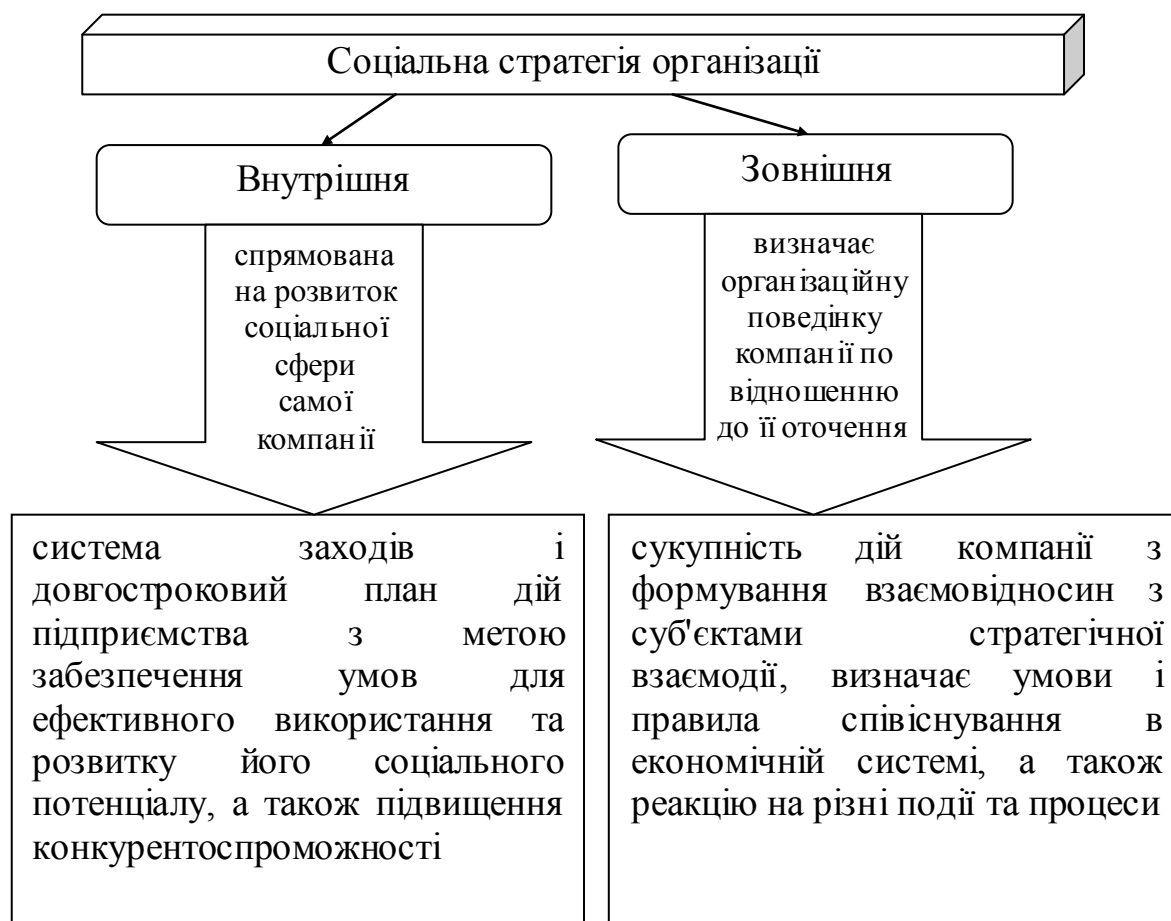 Соціальна стратегія організації
Внутрішня
спрямована
на розвиток
соціальної
сфери
самої
компанії
система заходів і
довгостроковий план дій
підприємства з метою
забезпечення умов для
ефективного використання та
розвитку його соціального
потенціалу, а також підвищення
конкурентоспроможності
Зовнішня
визначає
організаційну
поведінку
компанії по
відношенню
до її оточення
сукупність дій компанії з
формування взаємовідносин з
суб'єктами стратегічної
взаємодії, визначає умови і
правила співіснування в
економічній системі, а також
реакцію на різні події та процеси